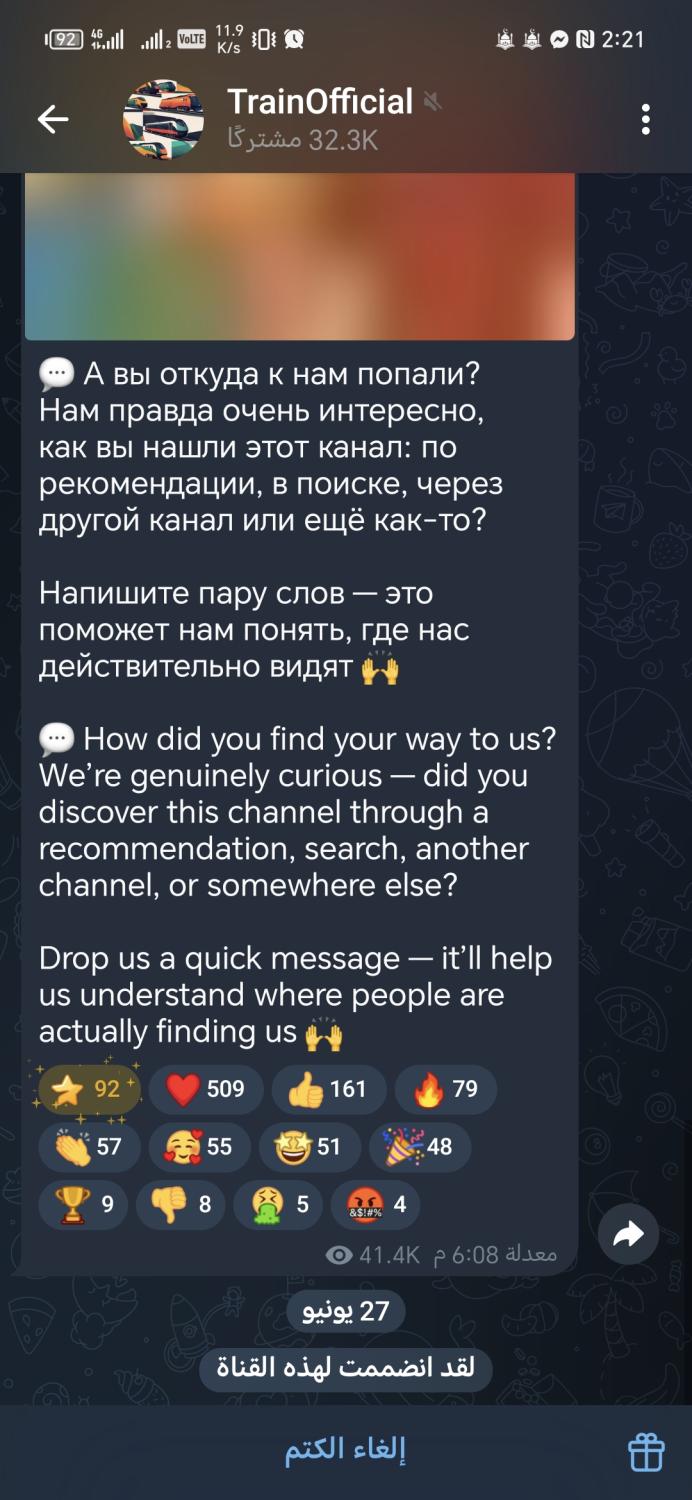 92 4G 2 VoLTE 11.9 K/s 2:21
TrainOfficial
32.3K مشتركًا
💬 А вы откуда к нам попали?
Нам правда очень интересно,
как вы нашли этот канал: по
рекомендации, в поиске, через
другой канал или ещё как-то?
Напишите пару слов — это
поможет нам понять, где нас
действительно видят 🙌
💬 How did you find your way to us?
We’re genuinely curious — did you
discover this channel through a
recommendation, search, another
channel, or somewhere else?
Drop us a quick message — it’ll help
us understand where people are
actually finding us 🙌
⭐ 92 ❤️ 509 👍 161 🔥 79
👏 57 🥰 55 🤩 51 🎉 48
🏆 9 👎 8 🤮 5 🤬 4
41.4K معدلة 6:08 م
27 يونيو
لقد انضممت لهذه القناة
إلغاء الكتم